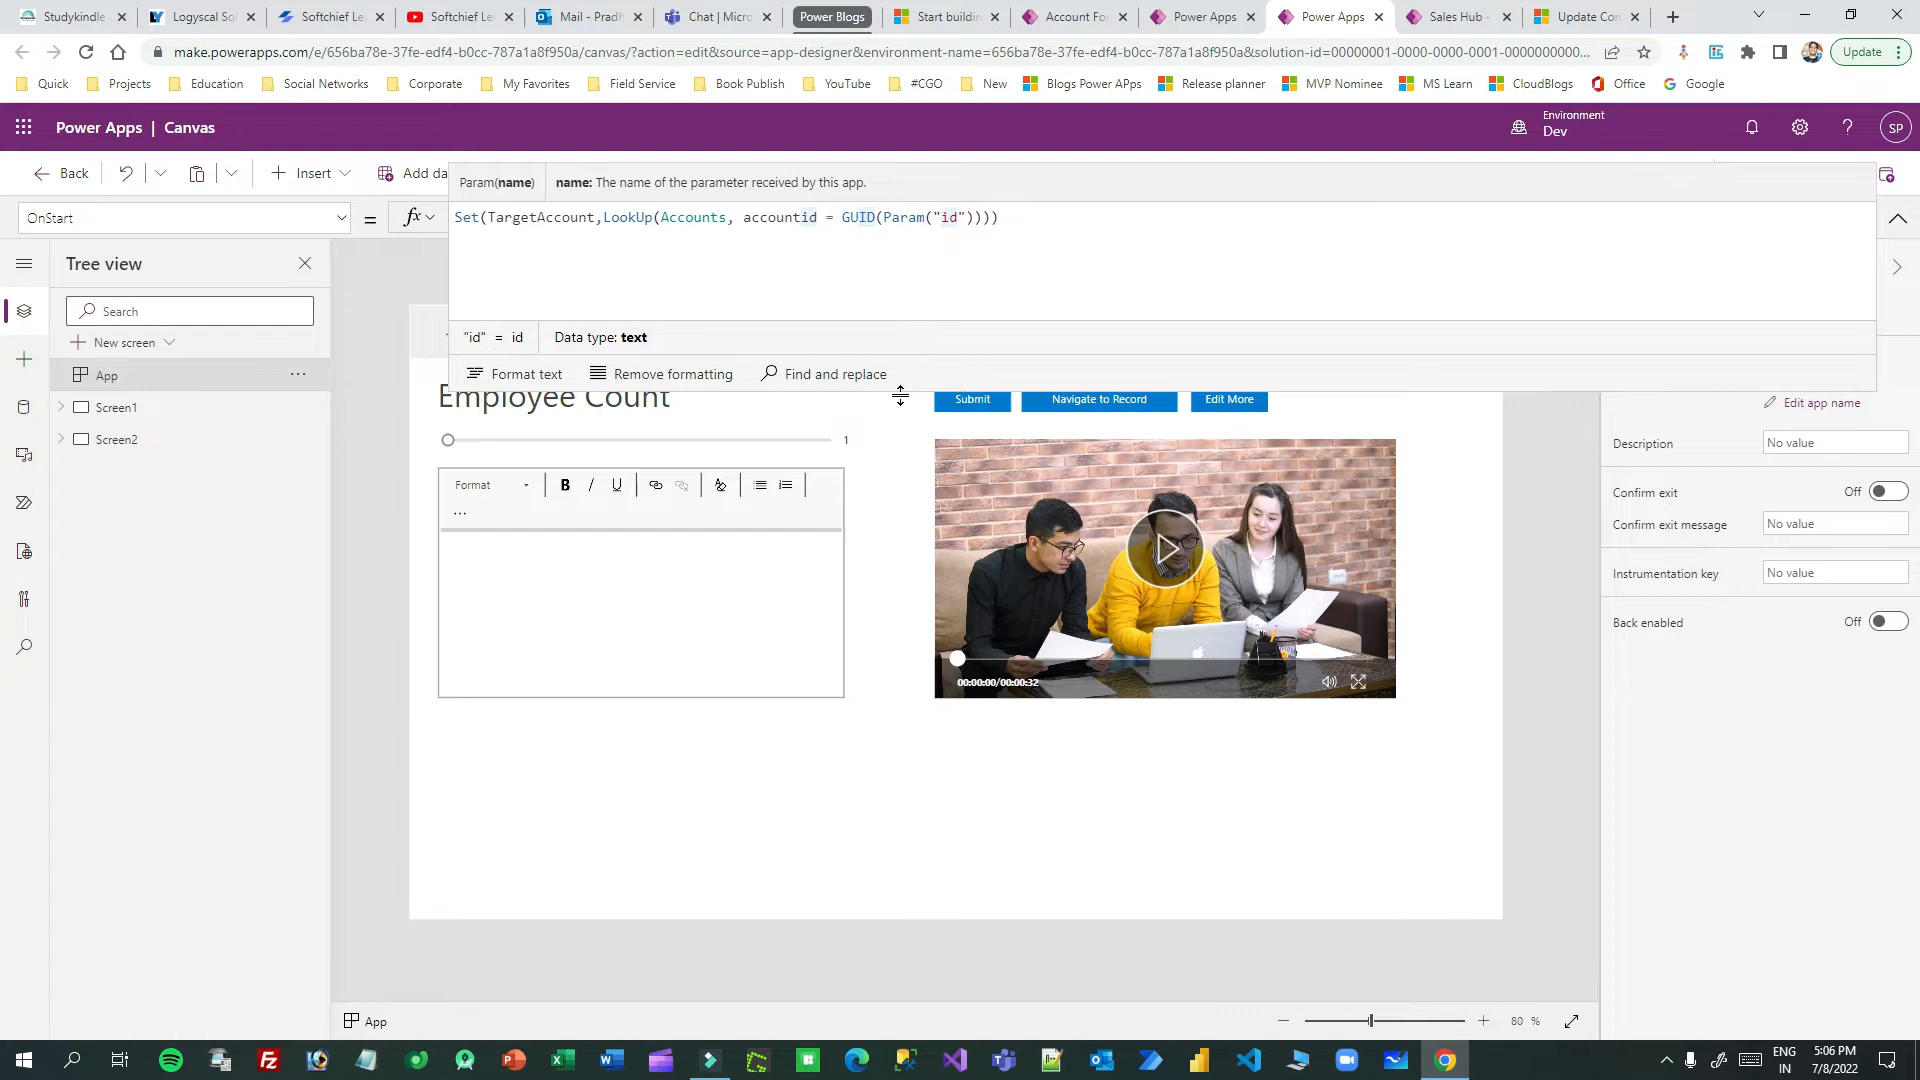 Studykindle
Logyscal Sol
Softchief Le
Softchief Le
Mail - Pradh
Chat | Micro
Power Blogs
Start buildin
Account Fo
Power Apps
Power Apps
Sales Hub -
Update Con
make.powerapps.com/e/656ba78e-37fe-edf4-b0cc-787a1a8f950a/canvas/?action=edit&source=app-designer&environment-name=656ba78e-37fe-edf4-b0cc-787a1a8f950a&solution-id=00000001-0000-0000-0001-0000000000...
Update
Quick
Projects
Education
Social Networks
Corporate
My Favorites
Field Service
Book Publish
YouTube
#CGO
New
Blogs Power APps
Release planner
MVP Nominee
MS Learn
CloudBlogs
Office
Google
Power Apps | Canvas
Environment
Dev
SP
Back
Insert
Add da
Param(name)
name: The name of the parameter received by this app.
OnStart
=
fx
Set(TargetAccount,LookUp(Accounts, accountid = GUID(Param("id"))))
Tree view
Search
New screen
App
Screen1
Screen2
"id" = id
Data type: text
Format text
Remove formatting
Find and replace
Employee Count
Submit
Navigate to Record
Edit More
1
Format
B
I
U
...
00:00:00/00:00:32
Edit app name
Description
No value
Confirm exit
Off
Confirm exit message
No value
Instrumentation key
No value
Back enabled
Off
App
80 %
ENG
IN
5:06 PM
7/8/2022